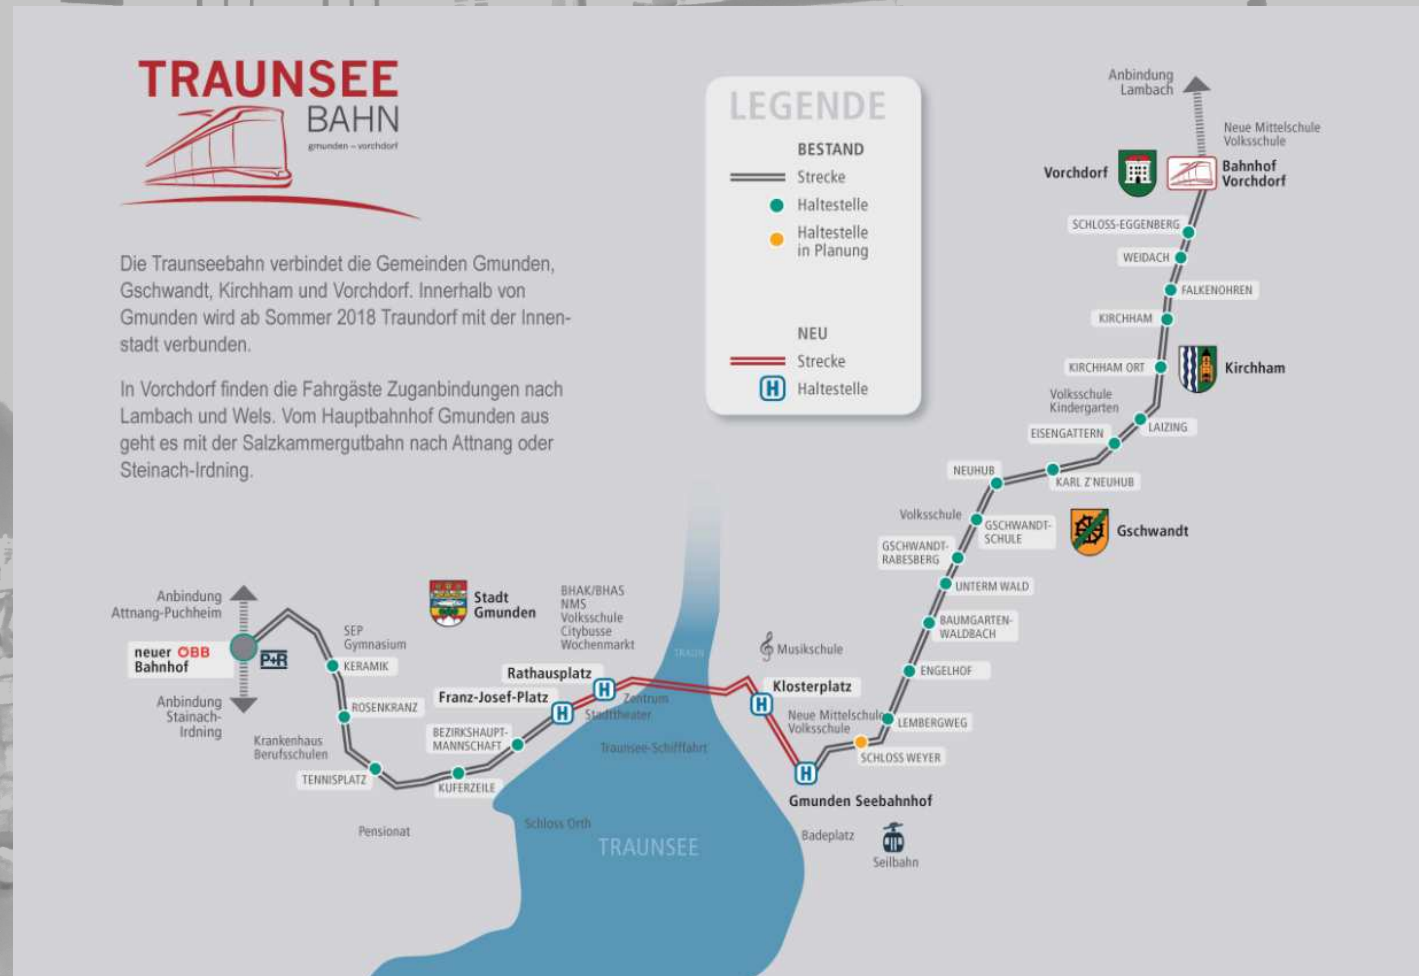 TRAUNSEE
BAHN
gmunden – vorchdorf
Die Traunseebahn verbindet die Gemeinden Gmunden,
Gschwandt, Kirchham und Vorchdorf. Innerhalb von
Gmunden wird ab Sommer 2018 Traundorf mit der Innen-
stadt verbunden.
In Vorchdorf finden die Fahrgäste Zuganbindungen nach
Lambach und Wels. Vom Hauptbahnhof Gmunden aus
geht es mit der Salzkammergutbahn nach Attnang oder
Steinach-Irdning.
LEGENDE
BESTAND
Strecke
Haltestelle
Haltestelle
in Planung
NEU
Strecke
H Haltestelle
Anbindung
Lambach
Neue Mittelschule
Volksschule
Vorchdorf
Bahnhof
Vorchdorf
SCHLOSS-EGGENBERG
WEIDACH
FALKENOHREN
KIRCHHAM
KIRCHHAM ORT
Kirchham
Volksschule
Kindergarten
LAIZING
EISENGATTERN
NEUHUB
KARL Z'NEUHUB
Volksschule
GSCHWANDT-
SCHULE
Gschwandt
GSCHWANDT-
RABESBERG
UNTERM WALD
BAUMGARTEN-
WALDBACH
ENGELHOF
LEMBERGWEG
SCHLOSS WEYER
Neue Mittelschule
Volksschule
Musikschule
Klosterplatz
H
H
Gmunden Seebahnhof
Badeplatz
Seilbahn
TRAUN
TRAUNSEE
Stadt
Gmunden
BHAK/BHAS
NMS
Volksschule
Citybusse
Wochenmarkt
Rathausplatz
H
Zentrum
Franz-Josef-Platz
H
Stadttheater
Traunsee-Schifffahrt
Schloss Orth
BEZIRKSHAUPT-
MANNSCHAFT
KUFERZEILE
TENNISPLATZ
Pensionat
Krankenhaus
Berufsschulen
ROSENKRANZ
KERAMIK
SEP
Gymnasium
Anbindung
Attnang-Puchheim
neuer ÖBB
Bahnhof
P+R
Anbindung
Stainach-
Irdning